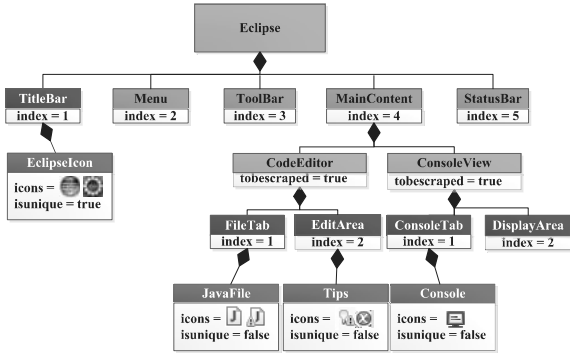 Eclipse
TitleBar
index = 1
Menu
index = 2
ToolBar
index = 3
MainContent
index = 4
StatusBar
index = 5
EclipseIcon
icons =
isunique = true
CodeEditor
tobescraped = true
ConsoleView
tobescraped = true
FileTab
index = 1
EditArea
index = 2
ConsoleTab
index = 1
DisplayArea
index = 2
JavaFile
icons = J J
isunique = false
Tips
icons =
isunique = false
Console
icons =
isunique = false